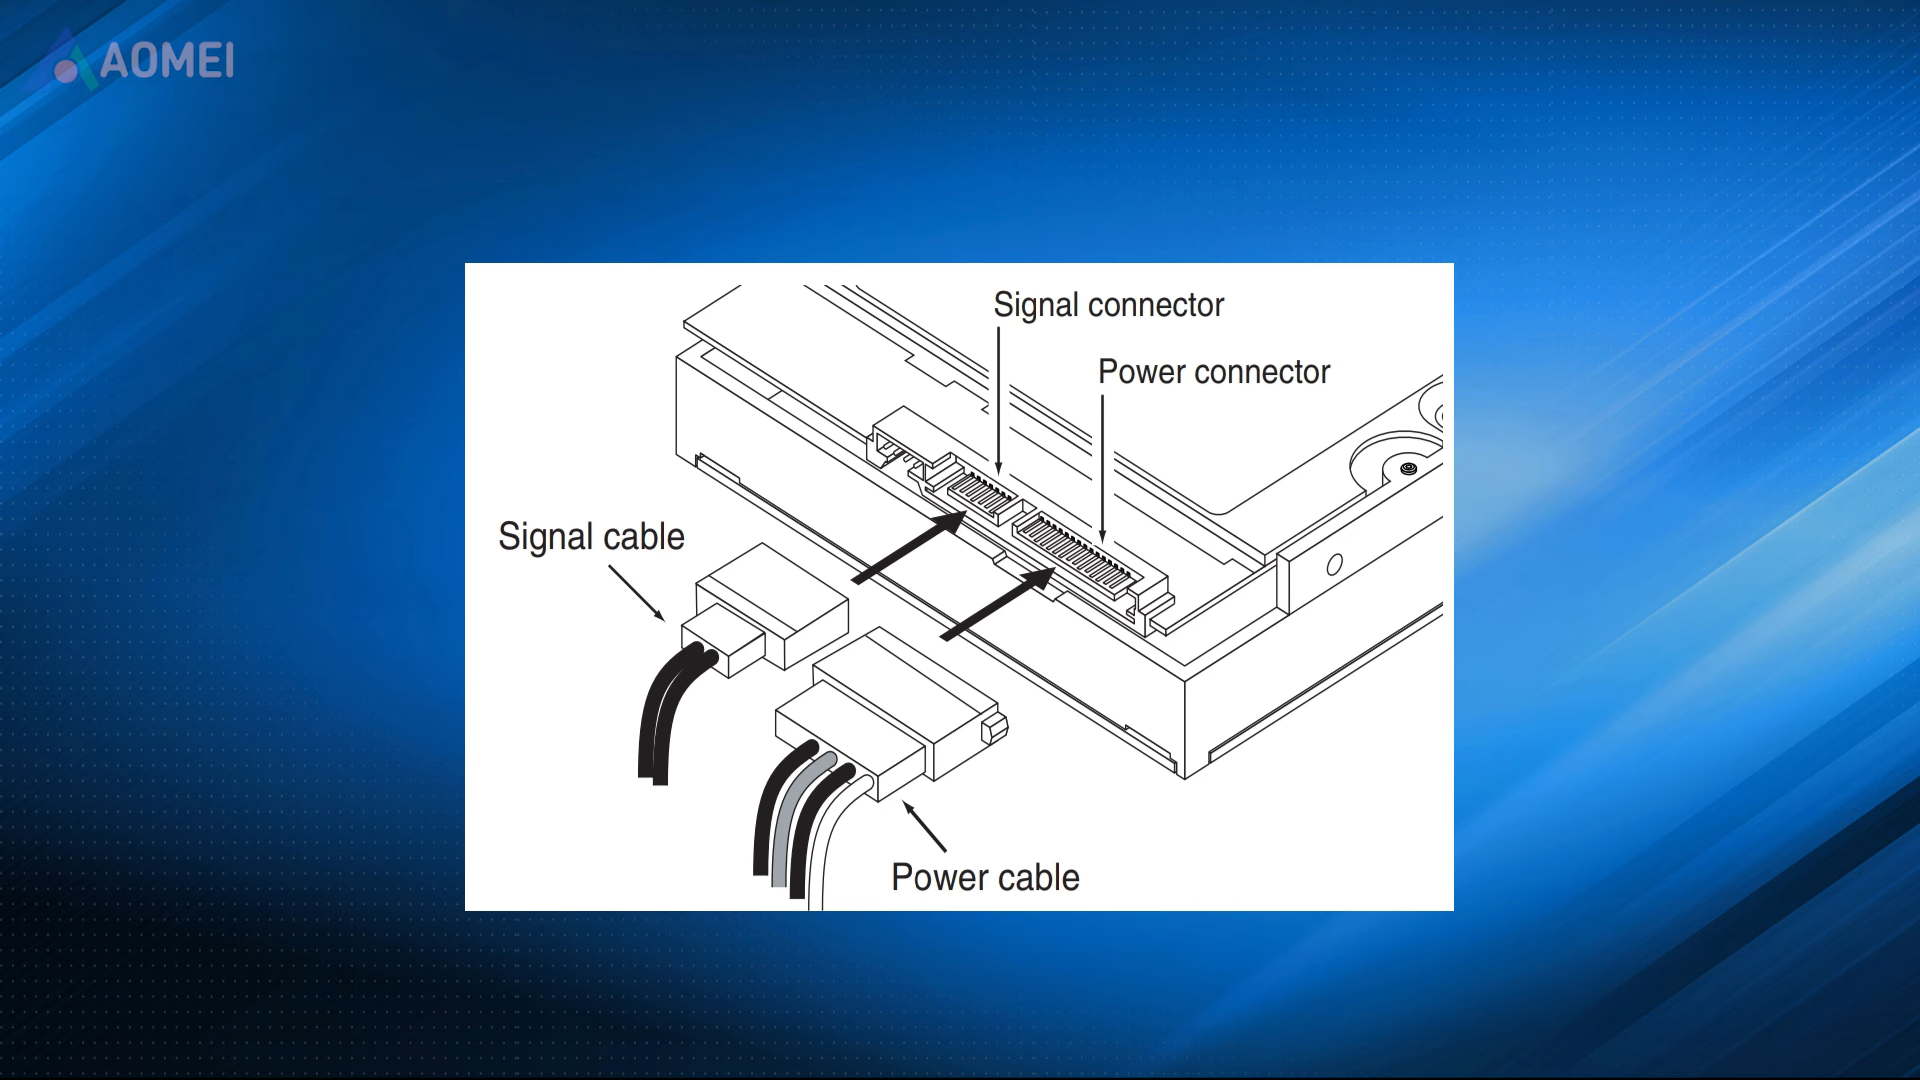 AOMEI
Signal connector
Power connector
Signal cable
Power cable